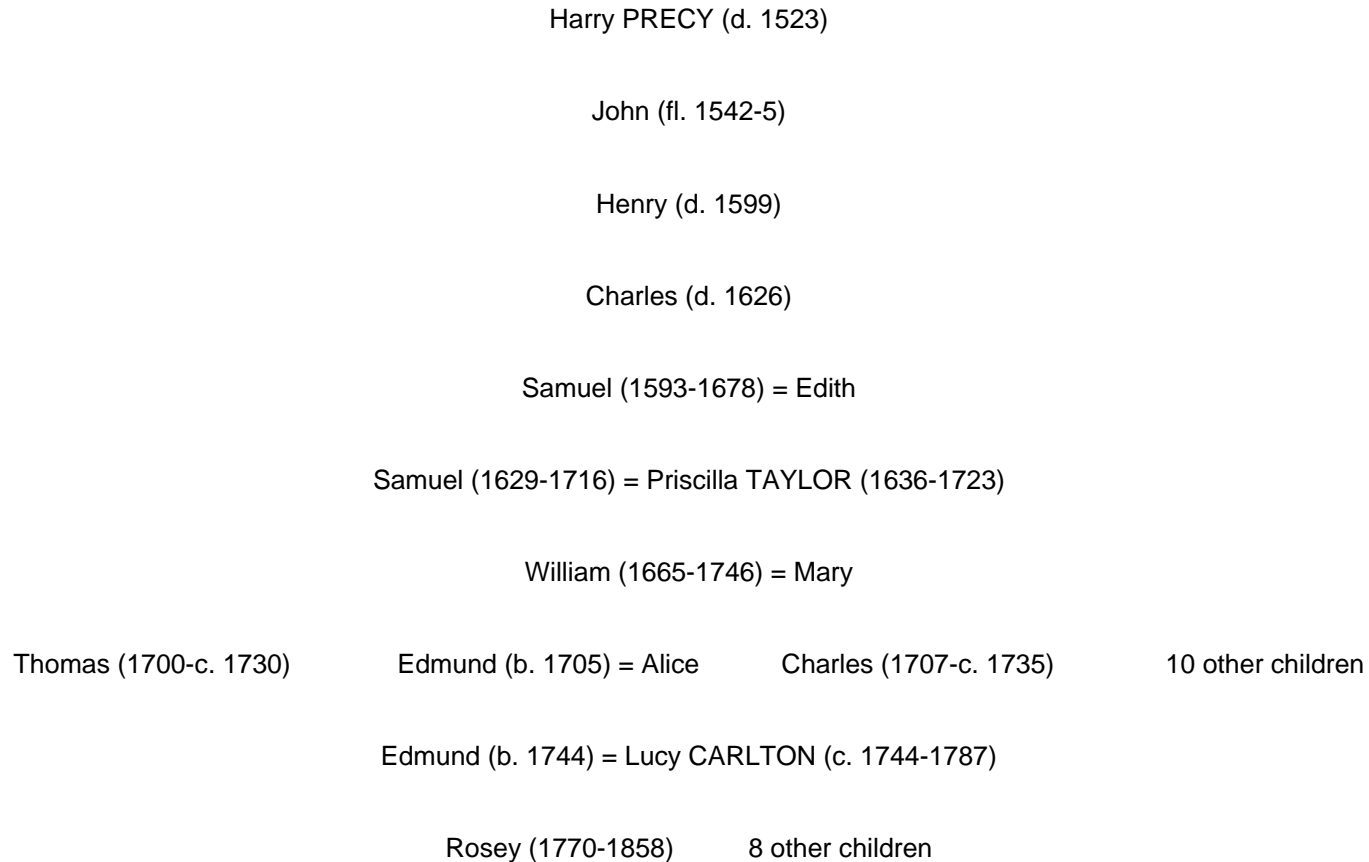 Harry PRECY (d. 1523)
John (fl. 1542-5)
Henry (d. 1599)
Charles (d. 1626)
Samuel (1593-1678) = Edith
Samuel (1629-1716) = Priscilla TAYLOR (1636-1723)
William (1665-1746) = Mary
Thomas (1700-c. 1730) Edmund (b. 1705) = Alice Charles (1707-c. 1735) 10 other children
Edmund (b. 1744) = Lucy CARLTON (c. 1744-1787)
Rosey (1770-1858) 8 other children